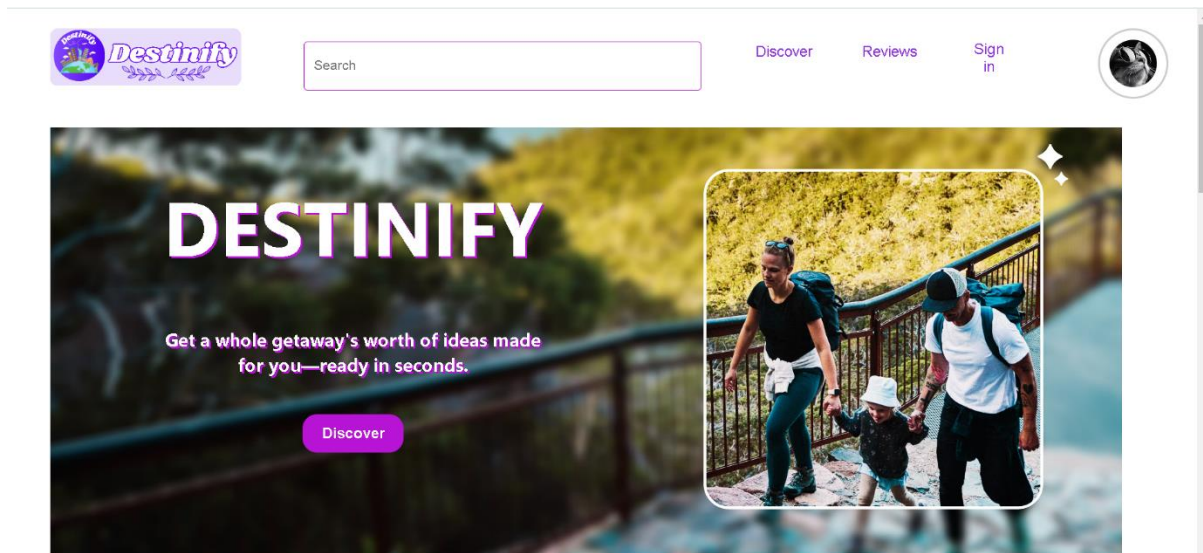 Destinify
Destinify
Search
Discover
Reviews
Sign
in
DESTINIFY
Get a whole getaway's worth of ideas made
for you—ready in seconds.
Discover